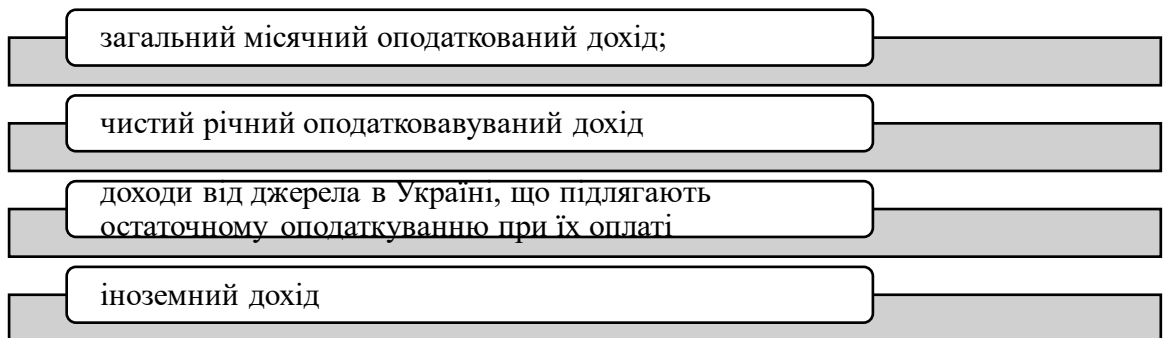 загальний місячний оподаткований дохід;
чистий річний оподатковавуваний дохід
доходи від джерела в Україні, що підлягають
остаточному оподаткуванню при їх оплаті
іноземний дохід